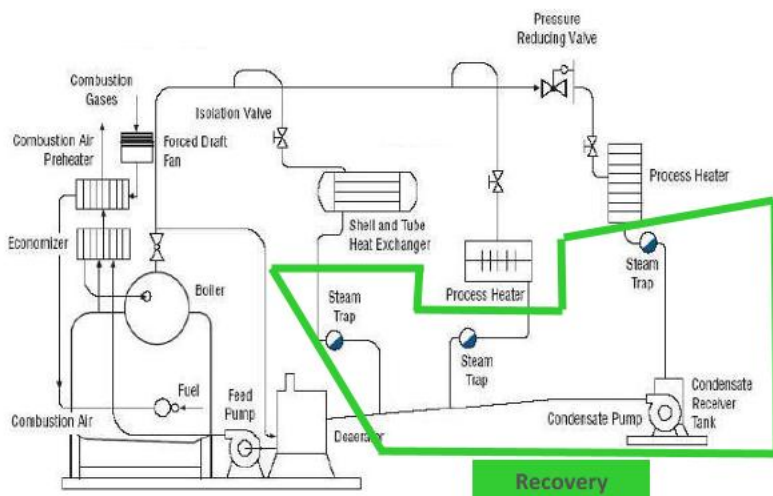 Pressure
Reducing Valve
Combustion
Gases
Isolation Valve
Combustion Air
Preheater
Forced Draft
Fan
Process Heater
Shell and Tube
Heat Exchanger
Economizer
Steam
Trap
Boiler
Process Heater
Steam
Trap
Steam
Trap
Fuel
Feed
Pump
Condensate
Receiver
Tank
Combustion Air
Condensate Pump
Deaerator
Recovery